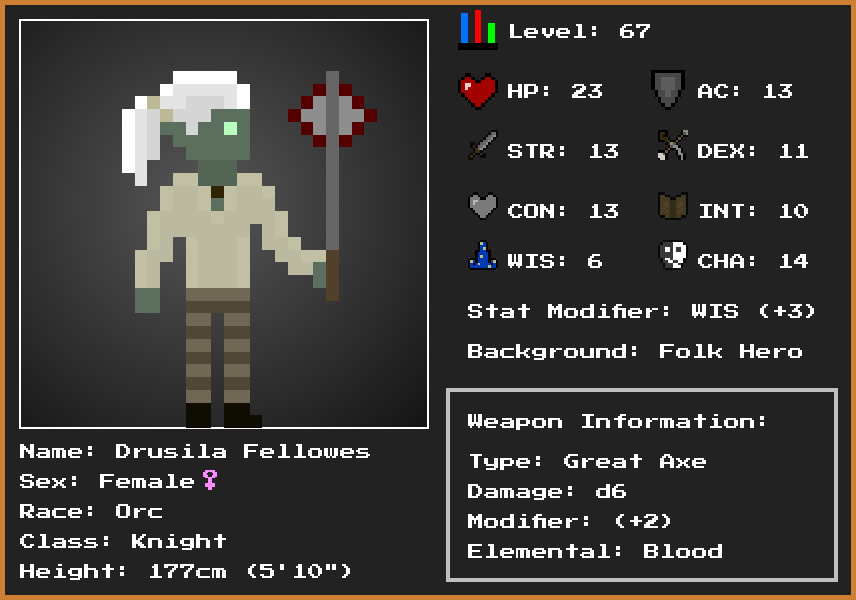 Level: 67
HP: 23
AC: 13
STR: 13
DEX: 11
CON: 13
INT: 10
WIS: 6
CHA: 14
Stat Modifier: WIS (+3)
Background: Folk Hero
Weapon Information:
Type: Great Axe
Damage: d6
Modifier: (+2)
Elemental: Blood
Name: Drusila Fellowes
Sex: Female♀
Race: Orc
Class: Knight
Height: 177cm (5'10")